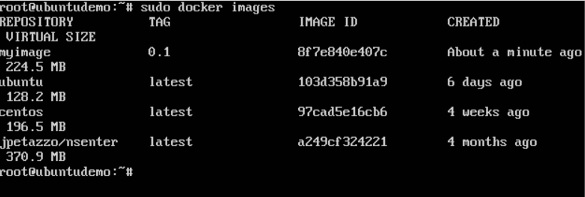 root@ubuntudemo:~# sudo docker images
REPOSITORY TAG IMAGE ID CREATED
VIRTUAL SIZE
myimage 0.1 8f7e840e407c About a minute ago
224.5 MB
ubuntu latest 103d358b91a9 6 days ago
128.2 MB
centos latest 97cad5e16cb6 4 weeks ago
196.5 MB
jpetazzo/nsenter latest a249cf324221 4 months ago
370.9 MB
root@ubuntudemo:~#